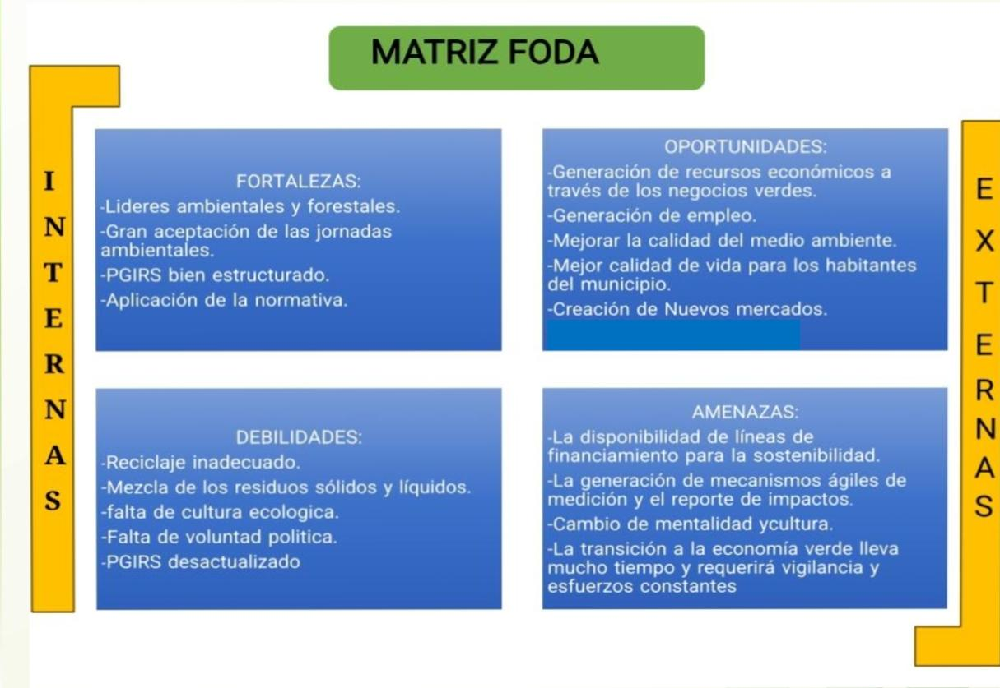 MATRIZ FODA
INTERNAS
FORTALEZAS:
-Lideres ambientales y forestales.
-Gran aceptación de las jornadas
ambientales.
-PGIRS bien estructurado.
-Aplicación de la normativa.
OPORTUNIDADES:
-Generación de recursos económicos a
través de los negocios verdes.
-Generación de empleo.
-Mejorar la calidad del medio ambiente.
-Mejor calidad de vida para los habitantes
del municipio.
-Creación de Nuevos mercados.
DEBILIDADES:
-Reciclaje inadecuado.
-Mezcla de los residuos sólidos y líquidos.
-falta de cultura ecologica.
-Falta de voluntad politica.
-PGIRS desactualizado
AMENAZAS:
-La disponibilidad de líneas de
financiamiento para la sostenibilidad.
-La generación de mecanismos ágiles de
medición y el reporte de impactos.
-Cambio de mentalidad ycultura.
-La transición a la economía verde lleva
mucho tiempo y requerirá vigilancia y
esfuerzos constantes
EXTERNAS